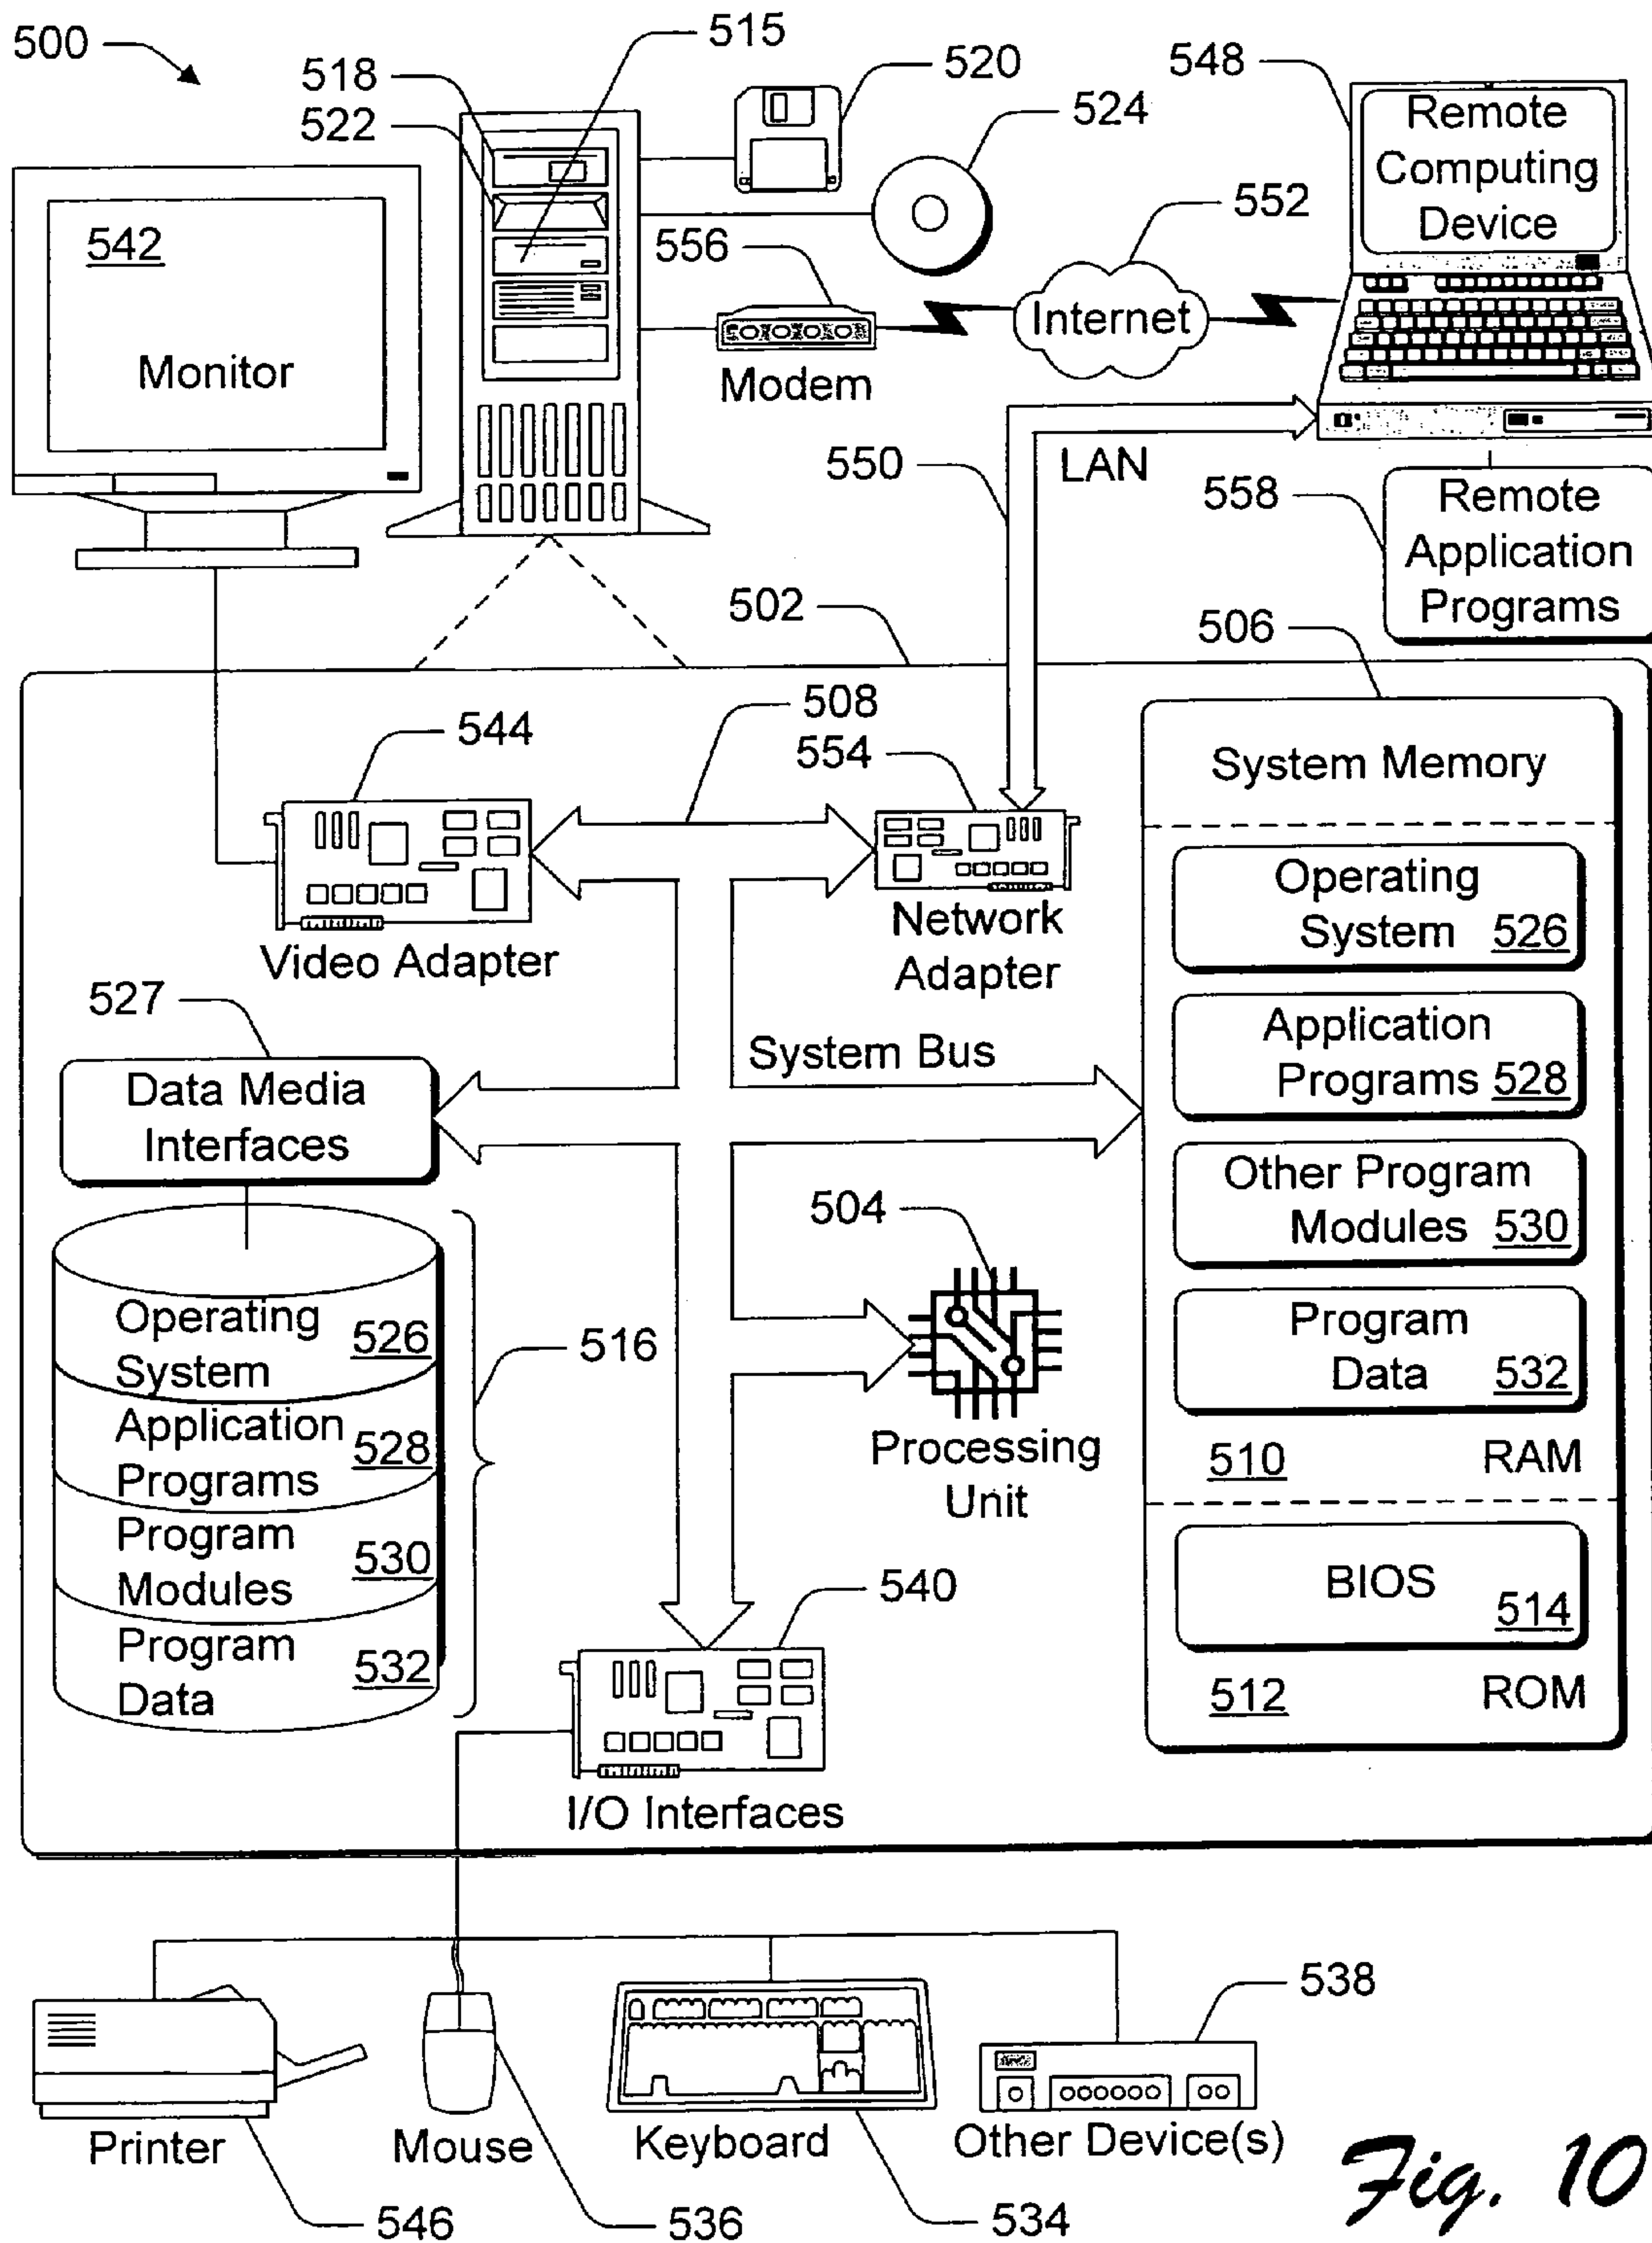 500
515
518
522
520
524
548
Remote
Computing
Device
552
542
Monitor
556
Internet
Modem
550
LAN
558
Remote
Application
Programs
502
506
508
544
554
System Memory
Operating
System 526
Video Adapter
Network
Adapter
527
Application
Programs 528
System Bus
Data Media
Interfaces
Other Program
Modules 530
504
Operating
System 526
516
Program
Data 532
Application
Programs 528
Processing
Unit
510 RAM
Program
Modules 530
540
BIOS
514
Program
Data 532
512 ROM
I/O Interfaces
538
Printer
Mouse
Keyboard
Other Device(s)
546
536
534
Fig. 10